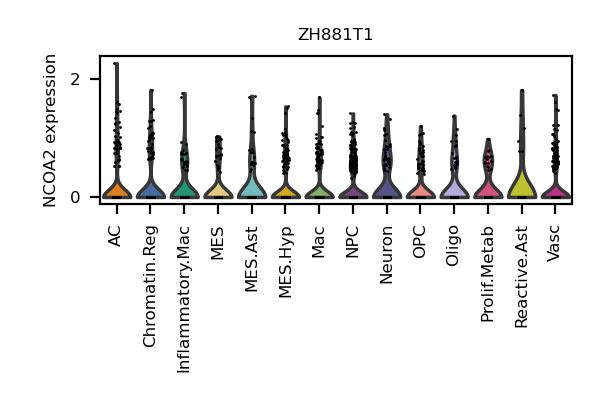 ZH881T1
NCOA2 expression
2
0
AC
Chromatin.Reg
Inflammatory.Mac
MES
MES.Ast
MES.Hyp
Mac
NPC
Neuron
OPC
Oligo
Prolif.Metab
Reactive.Ast
Vasc